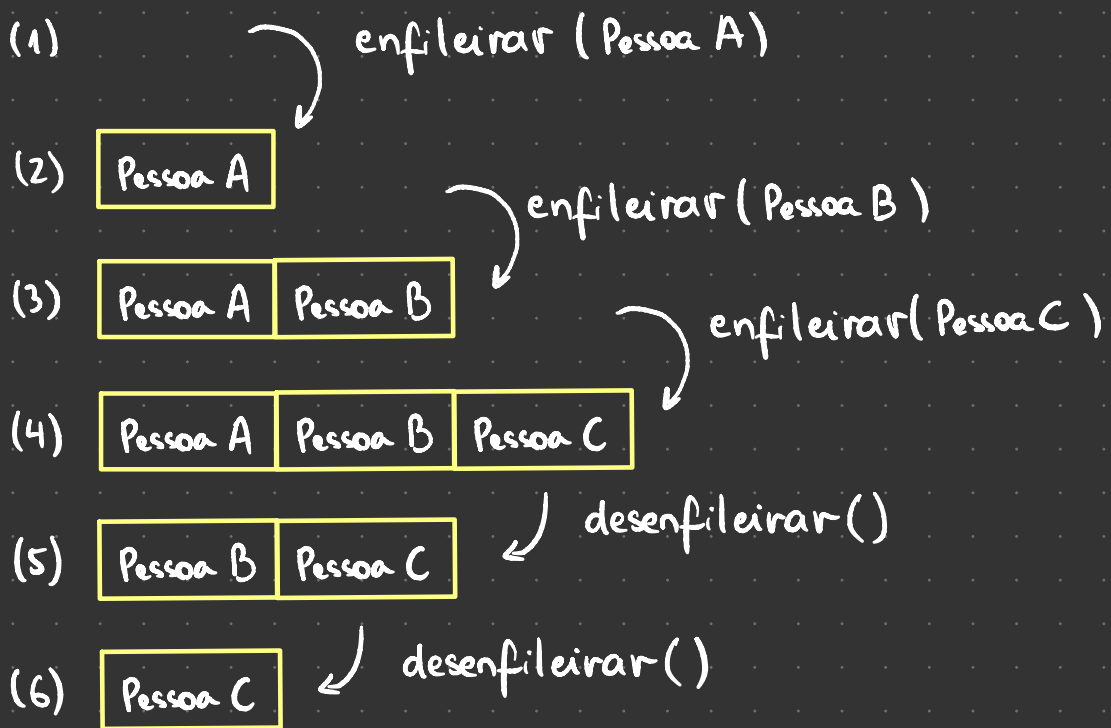 (1) enfileirar (Pessoa A)
(2) Pessoa A
enfileirar (Pessoa B)
(3) Pessoa A Pessoa B
enfileirar (Pessoa C)
(4) Pessoa A Pessoa B Pessoa C
desenfileirar ()
(5) Pessoa B Pessoa C
desenfileirar ()
(6) Pessoa C